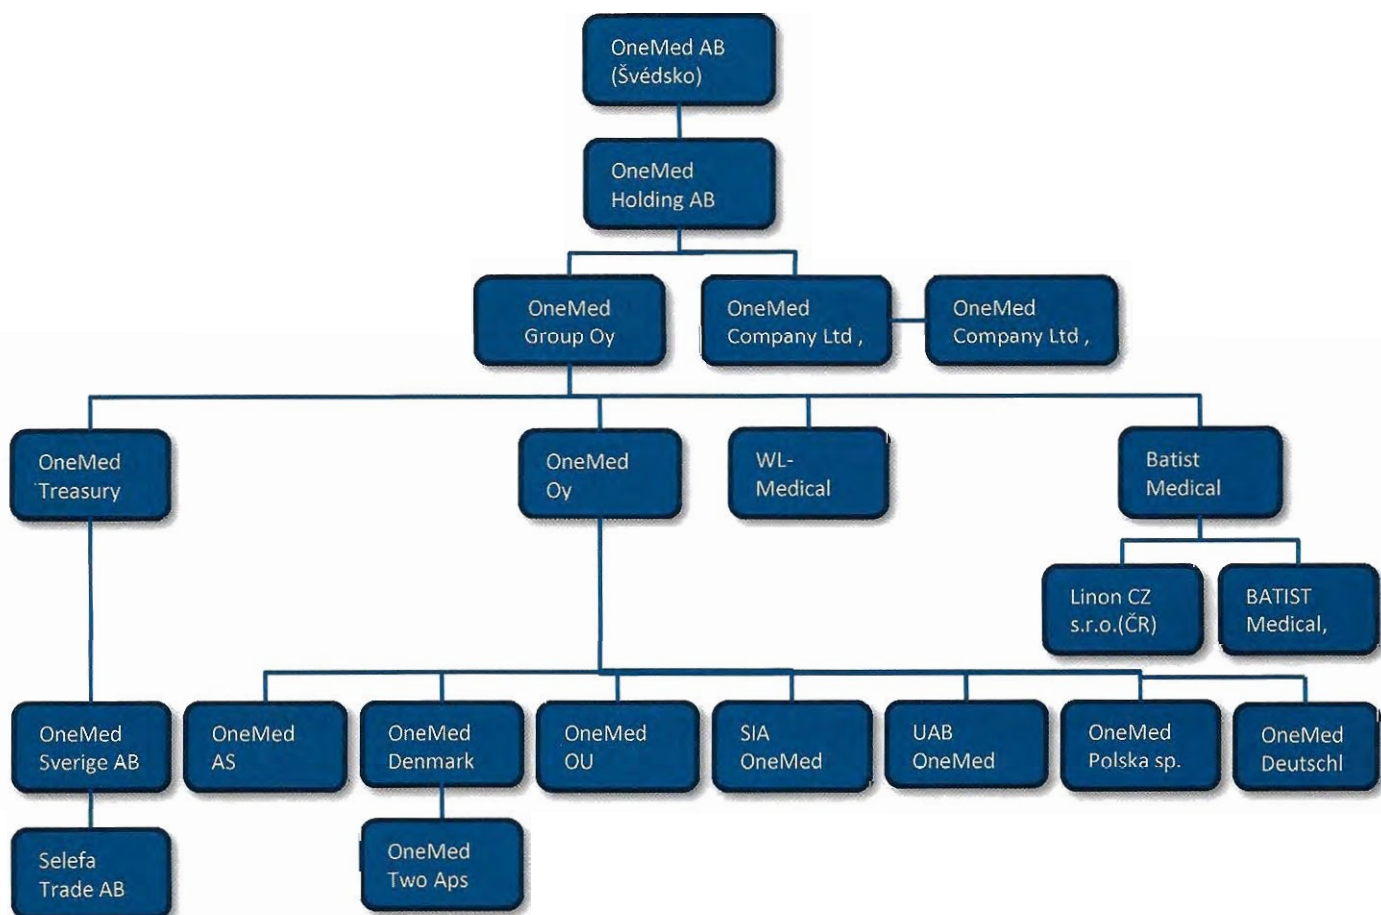 OneMed AB
(Švédsko)
OneMed
Holding AB
OneMed
Group Oy
OneMed
Company Ltd ,
OneMed
Company Ltd ,
OneMed
Treasury
OneMed
Oy
WL-
Medical
Batist
Medical
Linon CZ
s.r.o.(ČR)
BATIST
Medical,
OneMed
Sverige AB
OneMed
AS
OneMed
Denmark
OneMed
OU
SIA
OneMed
UAB
OneMed
OneMed
Polska sp.
OneMed
Deutschl
Selefa
Trade AB
OneMed
Two Aps